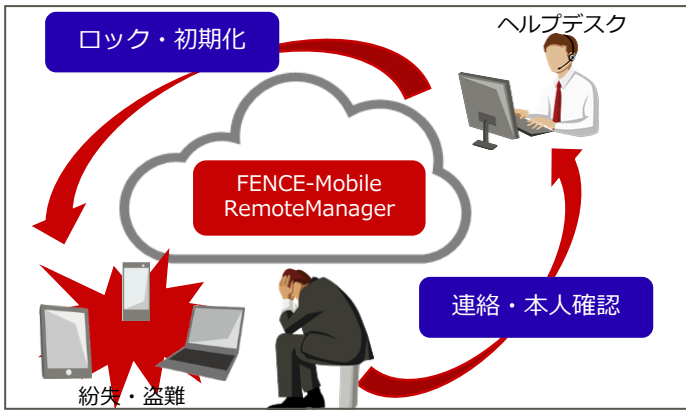 ロック・初期化
ヘルプデスク
FENCE-Mobile
RemoteManager
連絡・本人確認
紛失・盗難